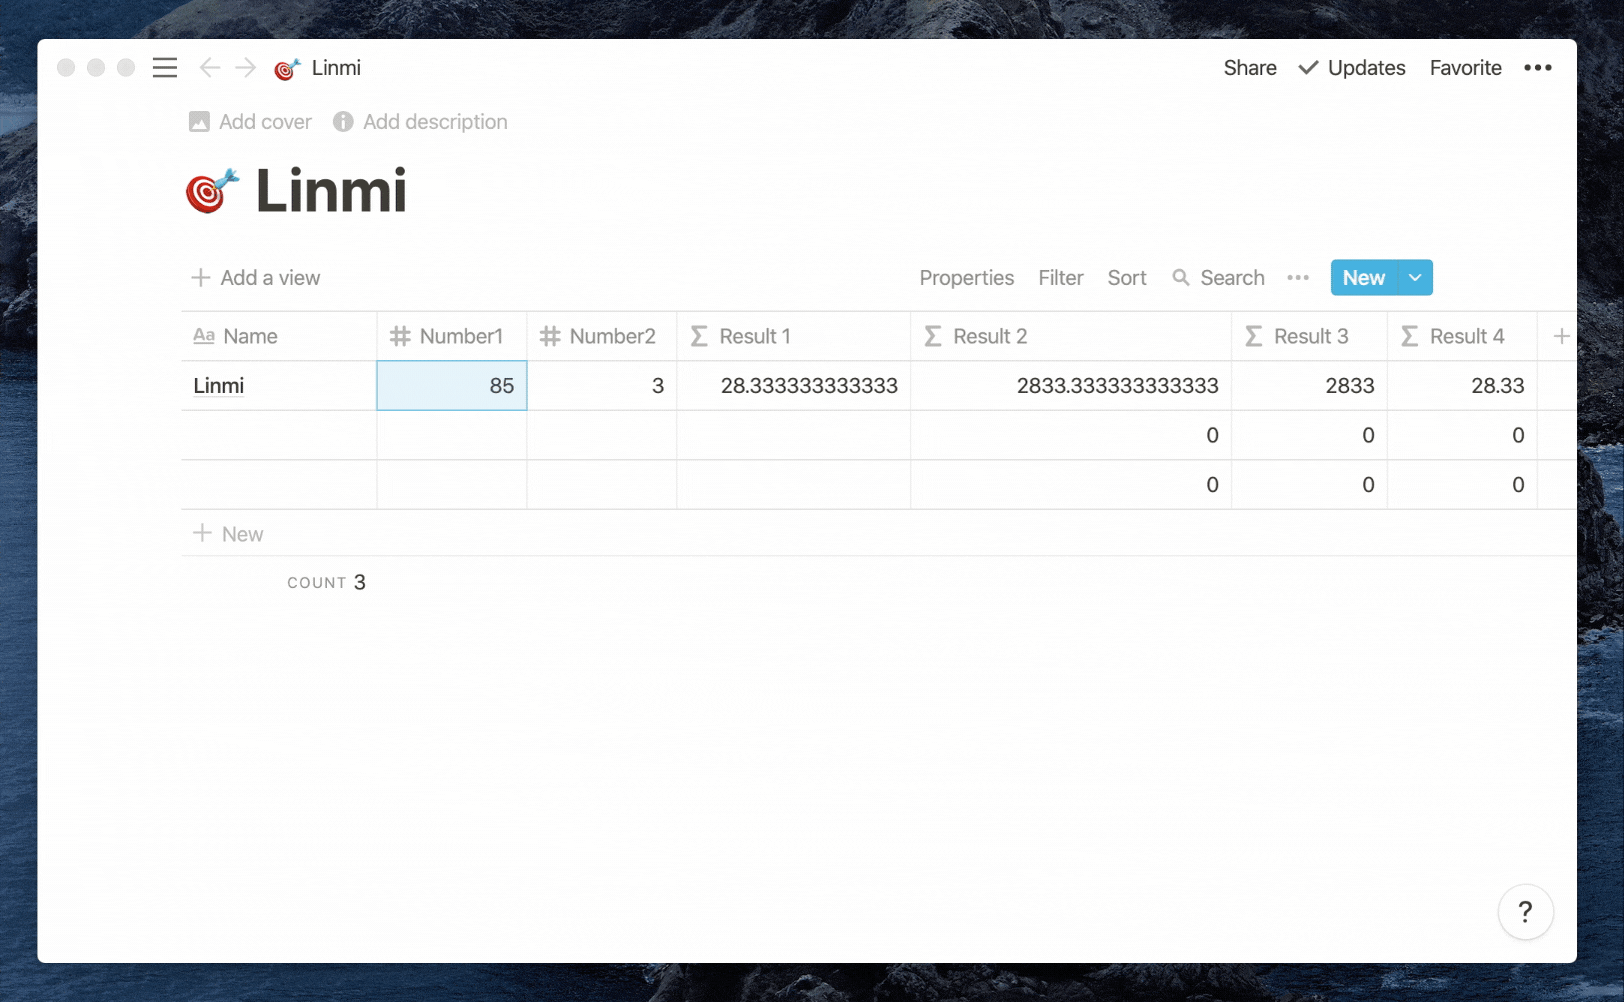 Linmi Share Updates Favorite
Add cover Add description
Linmi
Add a view Properties Filter Sort Search New
Aa Name Number1 Number2 Result 1 Result 2 Result 3 Result 4
Linmi 85 3 28.333333333333 2833.333333333333 2833 28.33
0 0 0
0 0 0
New
COUNT 3
?